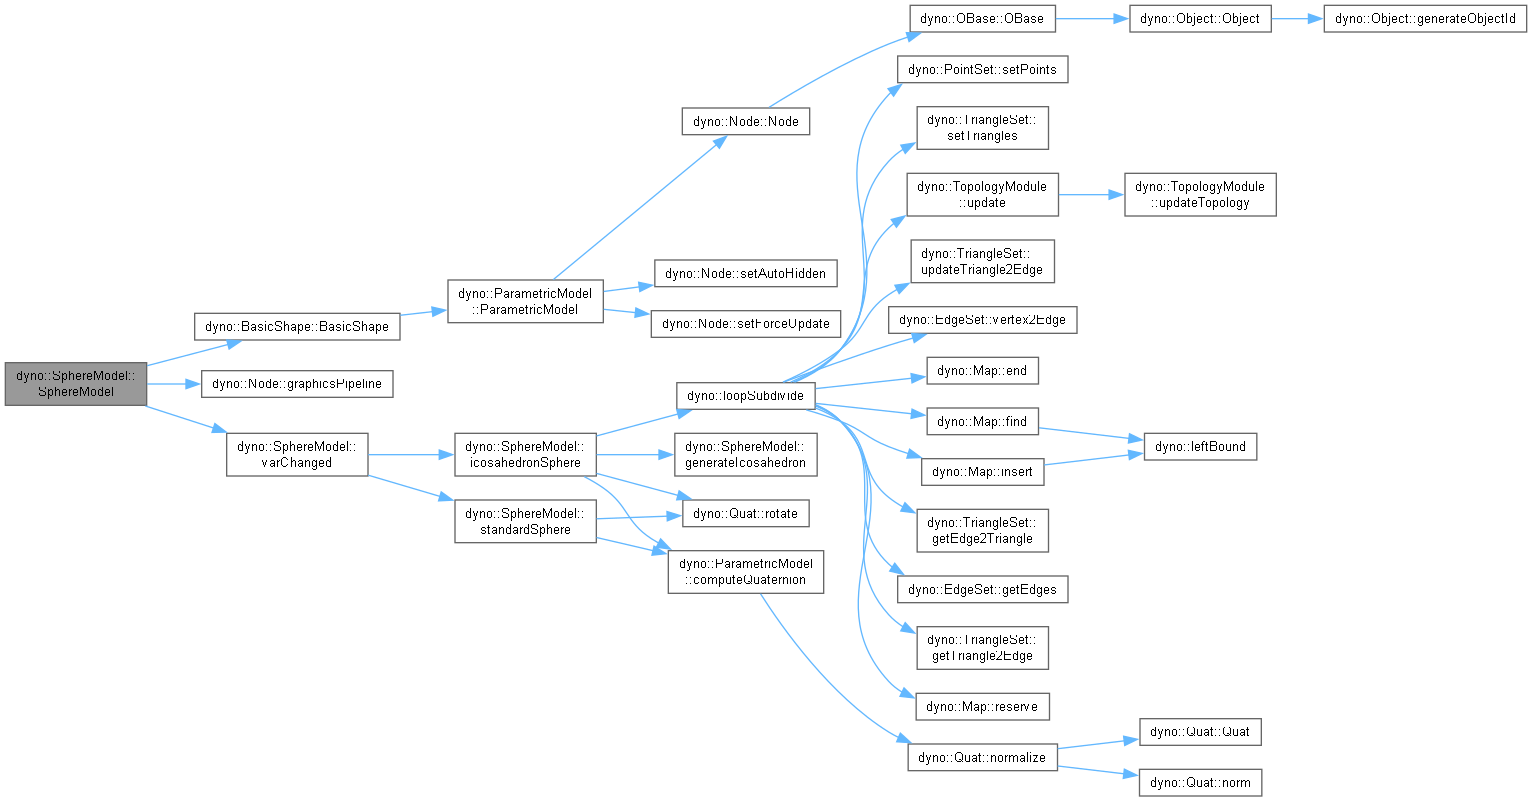 dyno::SphereModel::
SphereModel
dyno::BasicShape::BasicShape
dyno::Node::graphicsPipeline
dyno::SphereModel::
varChanged
dyno::ParametricModel
::ParametricModel
dyno::SphereModel::
icosahedronSphere
dyno::SphereModel::
standardSphere
dyno::Node::Node
dyno::Node::setAutoHidden
dyno::Node::setForceUpdate
dyno::loopSubdivide
dyno::SphereModel::
generateIcosahedron
dyno::Quat::rotate
dyno::ParametricModel
::computeQuaternion
dyno::OBase::OBase
dyno::PointSet::setPoints
dyno::TriangleSet::
setTriangles
dyno::TopologyModule
::update
dyno::TriangleSet::
updateTriangle2Edge
dyno::EdgeSet::vertex2Edge
dyno::Map::end
dyno::Map::find
dyno::Map::insert
dyno::TriangleSet::
getEdge2Triangle
dyno::EdgeSet::getEdges
dyno::TriangleSet::
getTriangle2Edge
dyno::Map::reserve
dyno::Quat::normalize
dyno::Object::Object
dyno::TopologyModule
::updateTopology
dyno::leftBound
dyno::Quat::Quat
dyno::Quat::norm
dyno::Object::generateObjectId